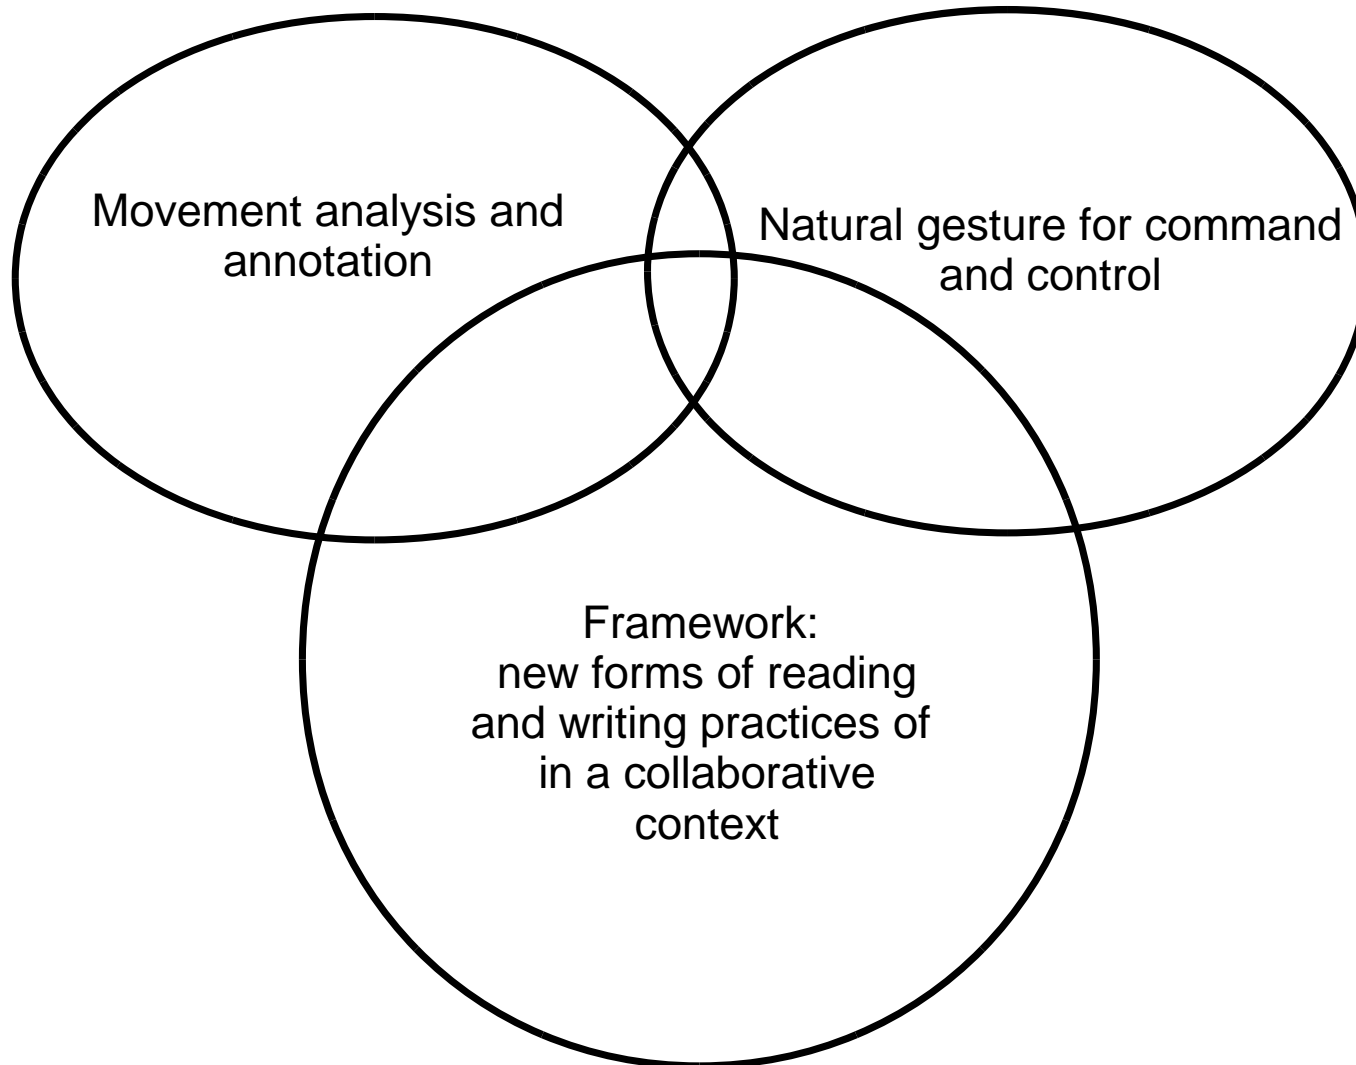 Movement analysis and
annotation
Natural gesture for command
and control
Framework:
new forms of reading
and writing practices of
in a collaborative
context